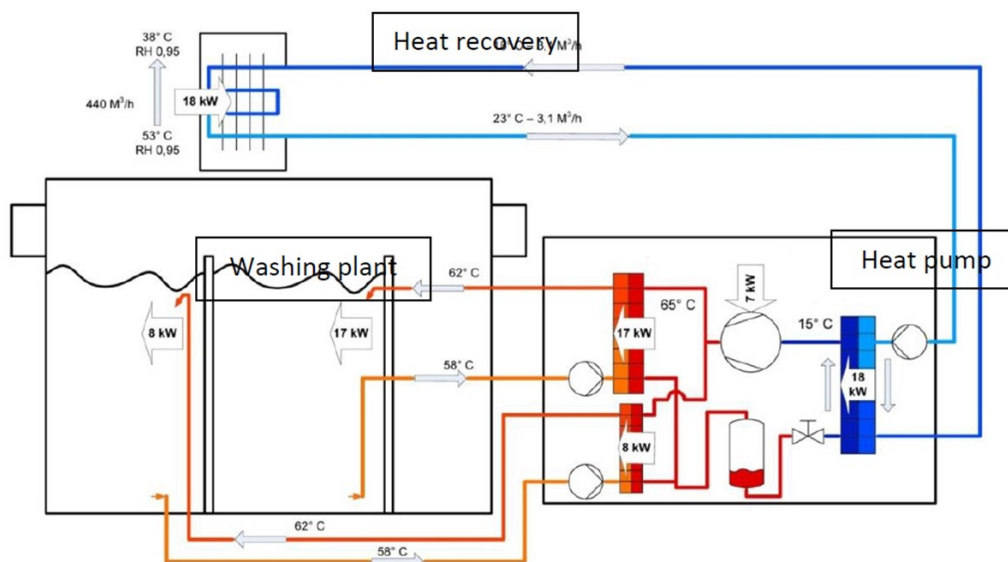 38° C
RH 0,95
Heat recovery
M³/h
440 M³/h
18 kW
53° C
RH 0,95
23° C – 3,1 M³/h
Washing plant
62° C
Heat pump
8 kW
17 kW
17 kW
65° C
7 kW
15° C
58° C
18
kW
8 kW
62° C
58° C